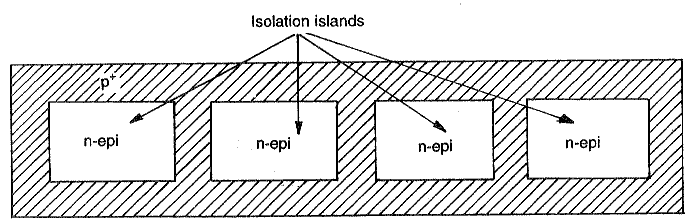 Isolation islands
p⁺
n-epi n-epi n-epi n-epi